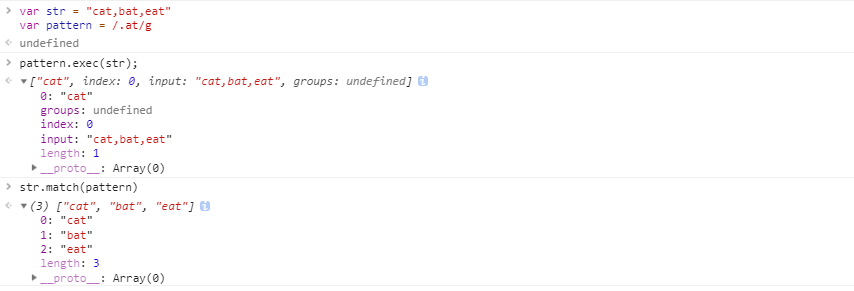 > var str = "cat,bat,eat"
var pattern = /.at/g
undefined
> pattern.exec(str);
▼["cat", index: 0, input: "cat,bat,eat", groups: undefined] i
0: "cat"
groups: undefined
index: 0
input: "cat,bat,eat"
length: 1
▶__proto__: Array(0)
> str.match(pattern)
▼(3) ["cat", "bat", "eat"] i
0: "cat"
1: "bat"
2: "eat"
length: 3
▶__proto__: Array(0)